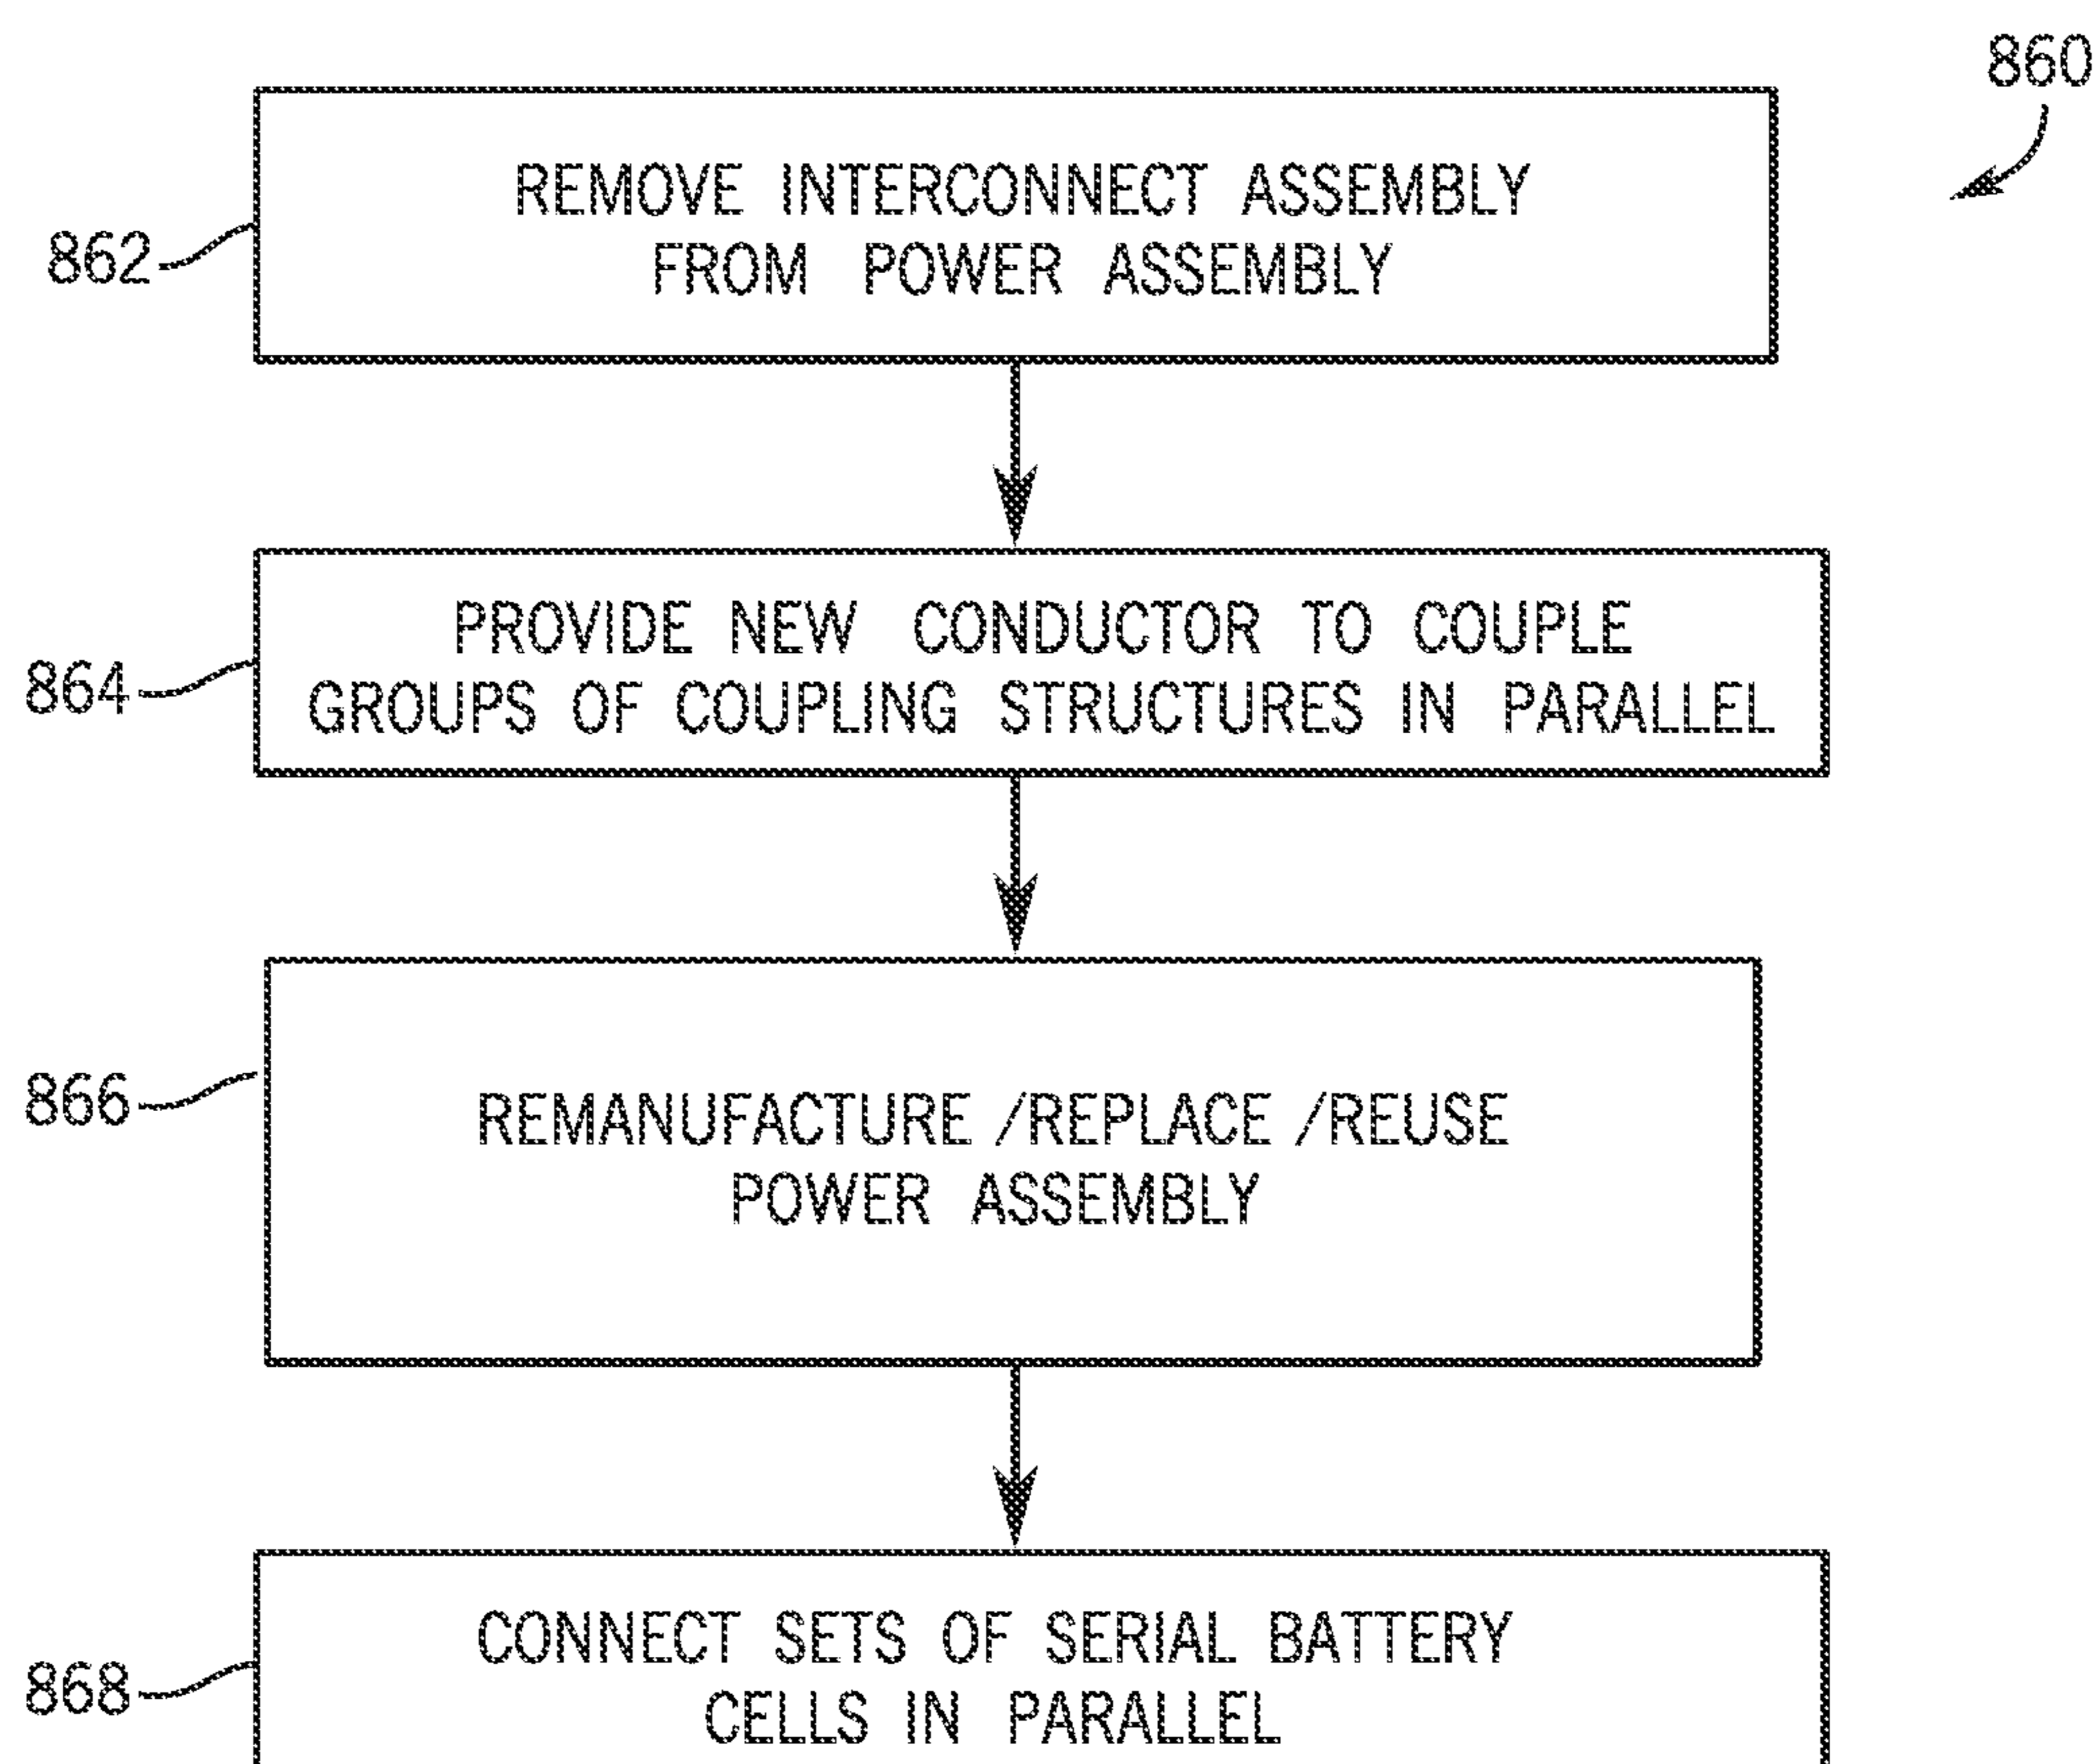 860
REMOVE INTERCONNECT ASSEMBLY
FROM POWER ASSEMBLY
862
PROVIDE NEW CONDUCTOR TO COUPLE
GROUPS OF COUPLING STRUCTURES IN PARALLEL
864
REMANUFACTURE /REPLACE /REUSE
POWER ASSEMBLY
866
CONNECT SETS OF SERIAL BATTERY
CELLS IN PARALLEL
868